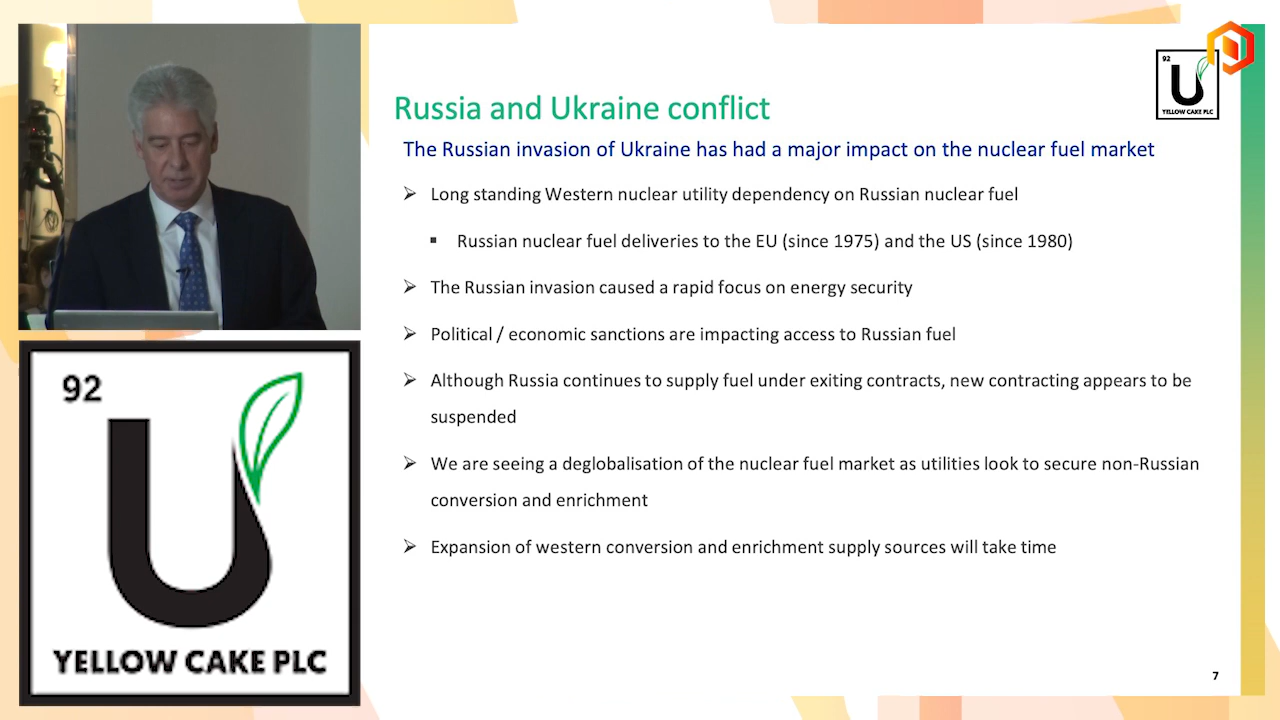 92
U
YELLOW CAKE PLC
Russia and Ukraine conflict
The Russian invasion of Ukraine has had a major impact on the nuclear fuel market
Long standing Western nuclear utility dependency on Russian nuclear fuel
Russian nuclear fuel deliveries to the EU (since 1975) and the US (since 1980)
The Russian invasion caused a rapid focus on energy security
Political / economic sanctions are impacting access to Russian fuel
Although Russia continues to supply fuel under exiting contracts, new contracting appears to be
suspended
We are seeing a deglobalisation of the nuclear fuel market as utilities look to secure non-Russian
conversion and enrichment
Expansion of western conversion and enrichment supply sources will take time
7
92
U
YELLOW CAKE PLC